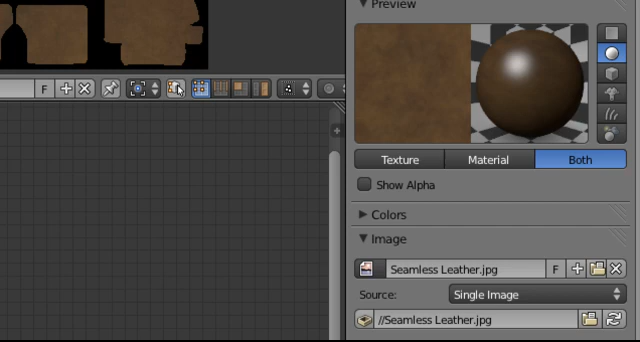 Preview
F
Texture Material Both
Show Alpha
Colors
Image
Seamless Leather.jpg F
Source: Single Image
//Seamless Leather.jpg